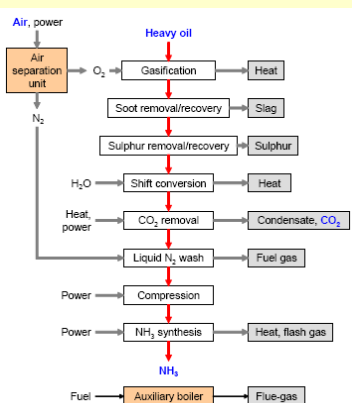 Air, power
Heavy oil
Air
separation
unit
O₂
Gasification
Heat
Soot removal/recovery
Slag
N₂
Sulphur removal/recovery
Sulphur
H₂O
Shift conversion
Heat
Heat,
power
CO₂ removal
Condensate, CO₂
Liquid N₂ wash
Fuel gas
Power
Compression
Power
NH₃ synthesis
Heat, flash gas
NH₃
Fuel
Auxiliary boiler
Flue-gas